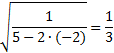 √(1/(5−2·(−2))) = 1/3